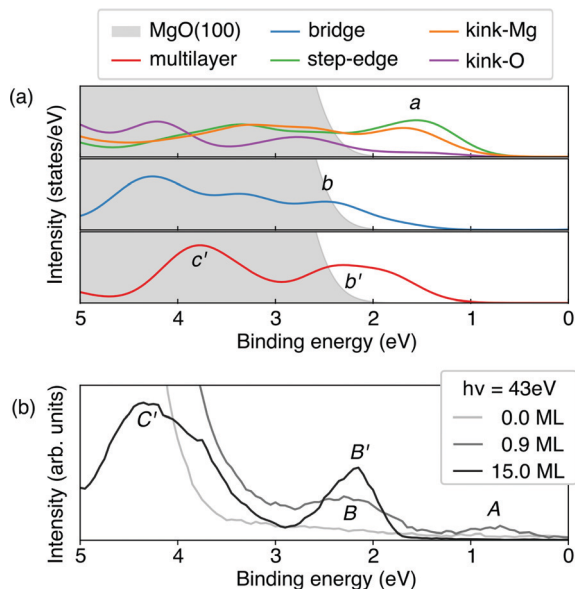 MgO(100) bridge kink-Mg
multilayer step-edge kink-O
(a)
Intensity (states/eV)
a
b
c' b'
5 4 3 2 1 0
Binding energy (eV)
(b)
Intensity (arb. units)
hν = 43eV
0.0 ML
0.9 ML
15.0 ML
C'
B'
B
A
5 4 3 2 1 0
Binding energy (eV)